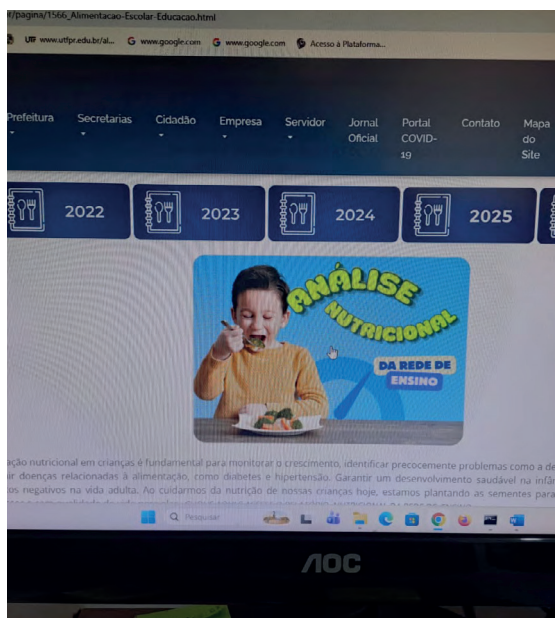 r/pagina/1566_Alimentacao-Escolar-Educacao.html
www.utfpr.edu.br/al... G www.google.com G www.google.com Acesso à Plataforma...
Prefeitura Secretarias Cidadão Empresa Servidor Jornal Oficial Portal COVID-19 Contato Mapa do Site
2022 2023 2024 2025
ANÁLISE
NUTRICIONAL
DA REDE DE
ENSINO
ação nutricional em crianças é fundamental para monitorar o crescimento, identificar precocemente problemas como a de
ir doenças relacionadas à alimentação, como diabetes e hipertensão. Garantir um desenvolvimento saudável na infân
os negativos na vida adulta. Ao cuidarmos da nutrição de nossas crianças hoje, estamos plantando as sementes para
Pesquisar
AOC